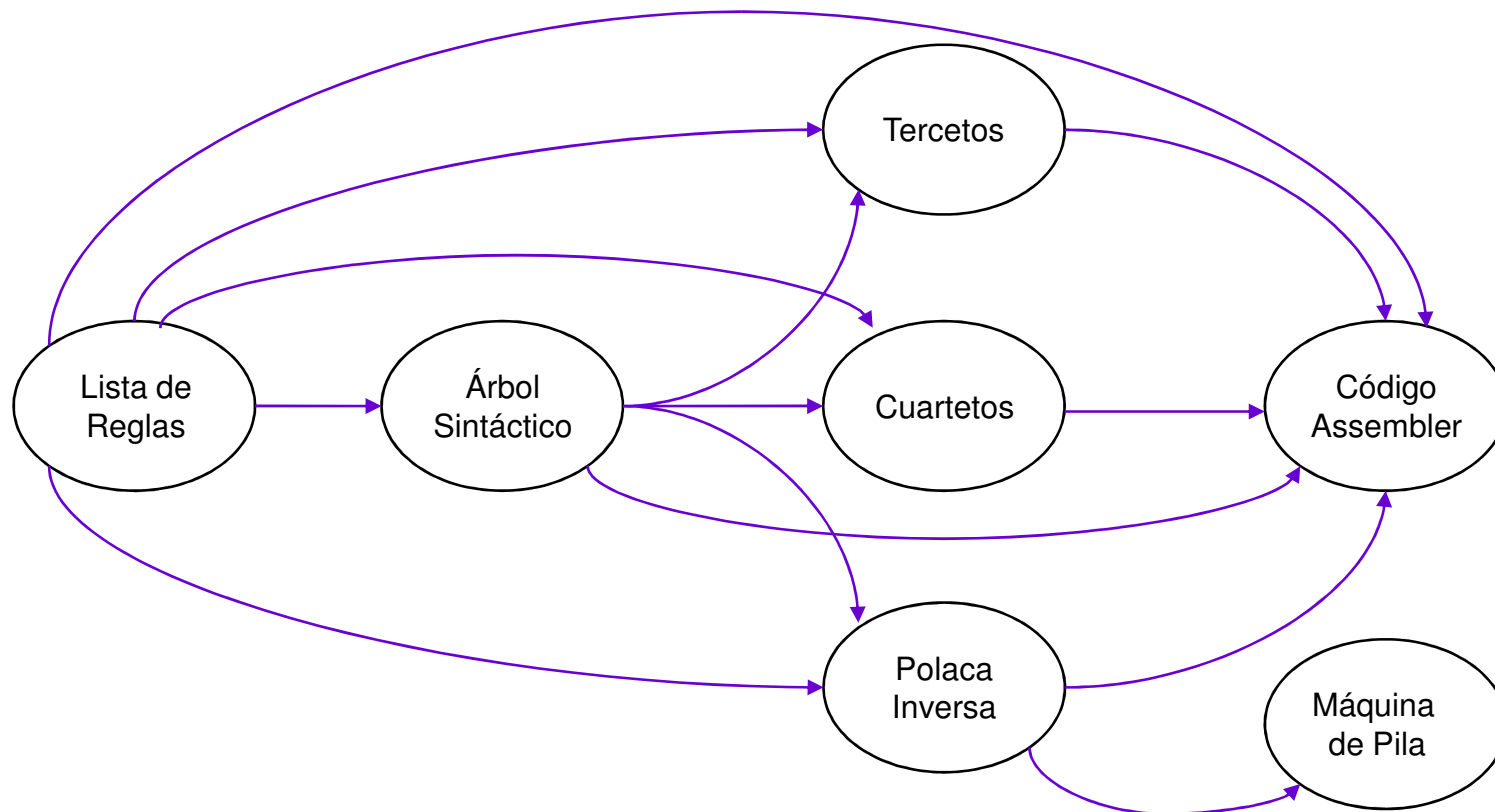 Tercetos
Lista de
Reglas
Árbol
Sintáctico
Cuartetos
Código
Assembler
Polaca
Inversa
Máquina
de Pila